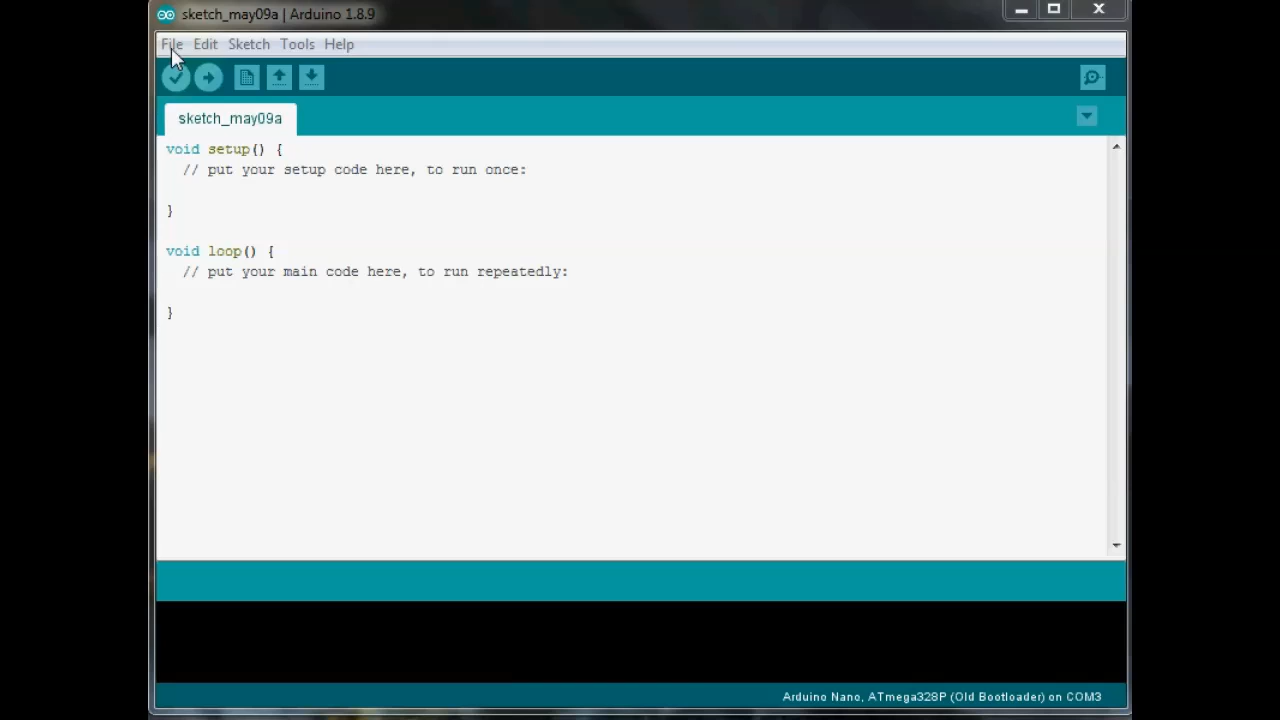 sketch_may09a | Arduino 1.8.9
File Edit Sketch Tools Help
sketch_may09a
void setup() {
  // put your setup code here, to run once:
}
void loop() {
  // put your main code here, to run repeatedly:
}
Arduino Nano, ATmega328P (Old Bootloader) on COM3